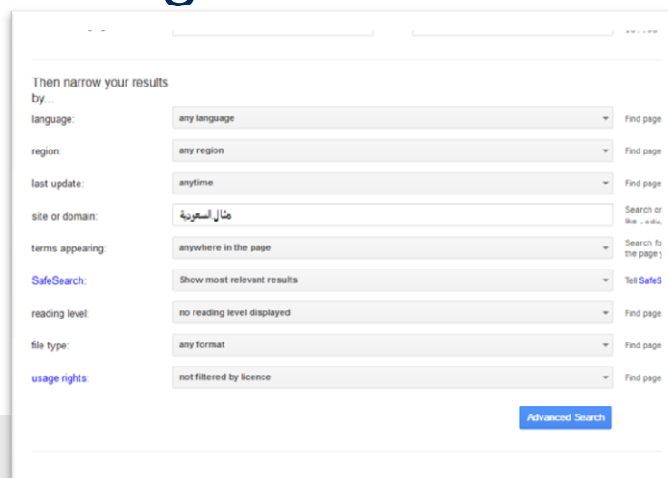 Then narrow your results
by...
language: any language Find page
region: any region Find page
last update: anytime Find page
site or domain: مثال.السعودية Search or
terms appearing: anywhere in the page Search fo
the page y
SafeSearch: Show most relevant results Tell SafeS
reading level: no reading level displayed Find page
file type: any format Find page
usage rights: not filtered by licence Find page
Advanced Search